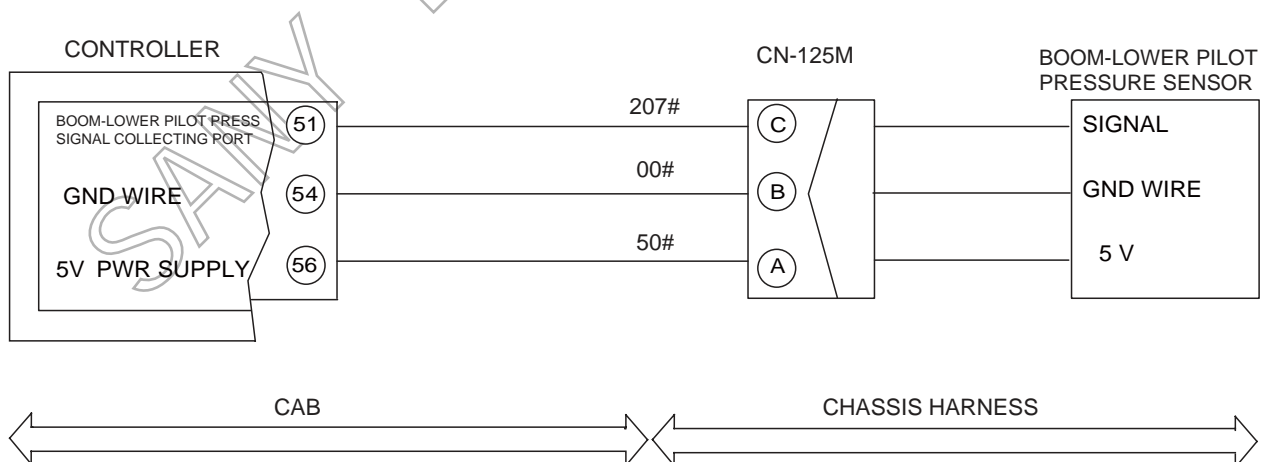 CONTROLLER
CN-125M
BOOM-LOWER PILOT
PRESSURE SENSOR
BOOM-LOWER PILOT PRESS
SIGNAL COLLECTING PORT
51
207#
C
SIGNAL
GND WIRE
54
00#
B
GND WIRE
5V PWR SUPPLY
56
50#
A
5 V
CAB
CHASSIS HARNESS
SANY